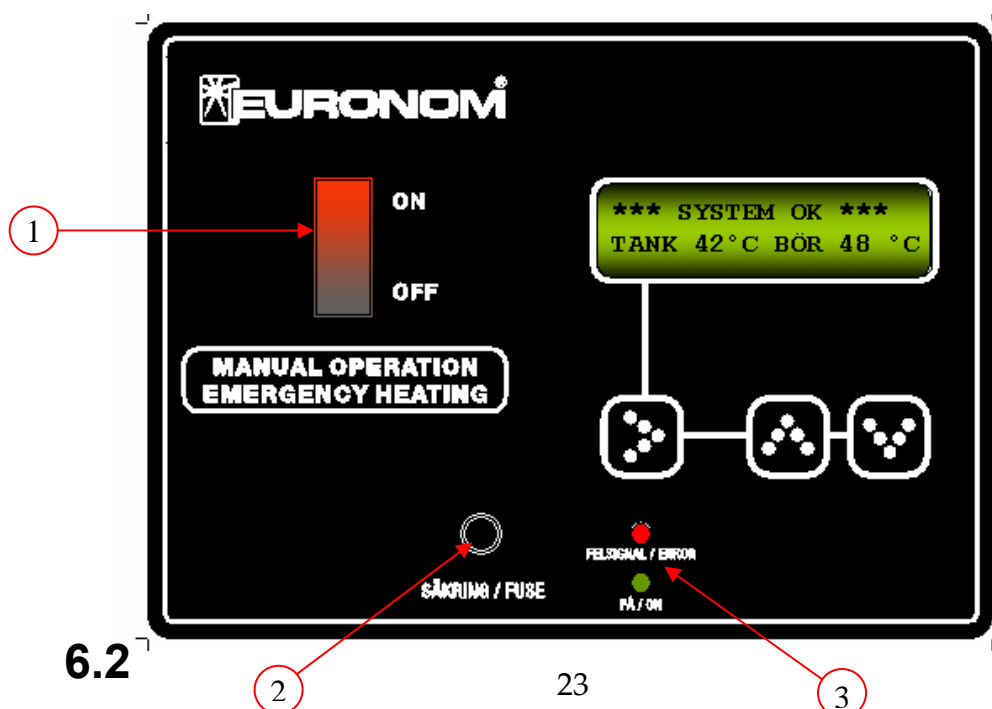 EURONOM®
ON
OFF
MANUAL OPERATION
EMERGENCY HEATING
*** SYSTEM OK ***
TANK 42°C BÖR 48 °C
SÄKRING / FUSE
FELSIGNAL / ERROR
PÅ / ON
1
2
3
6.2
23